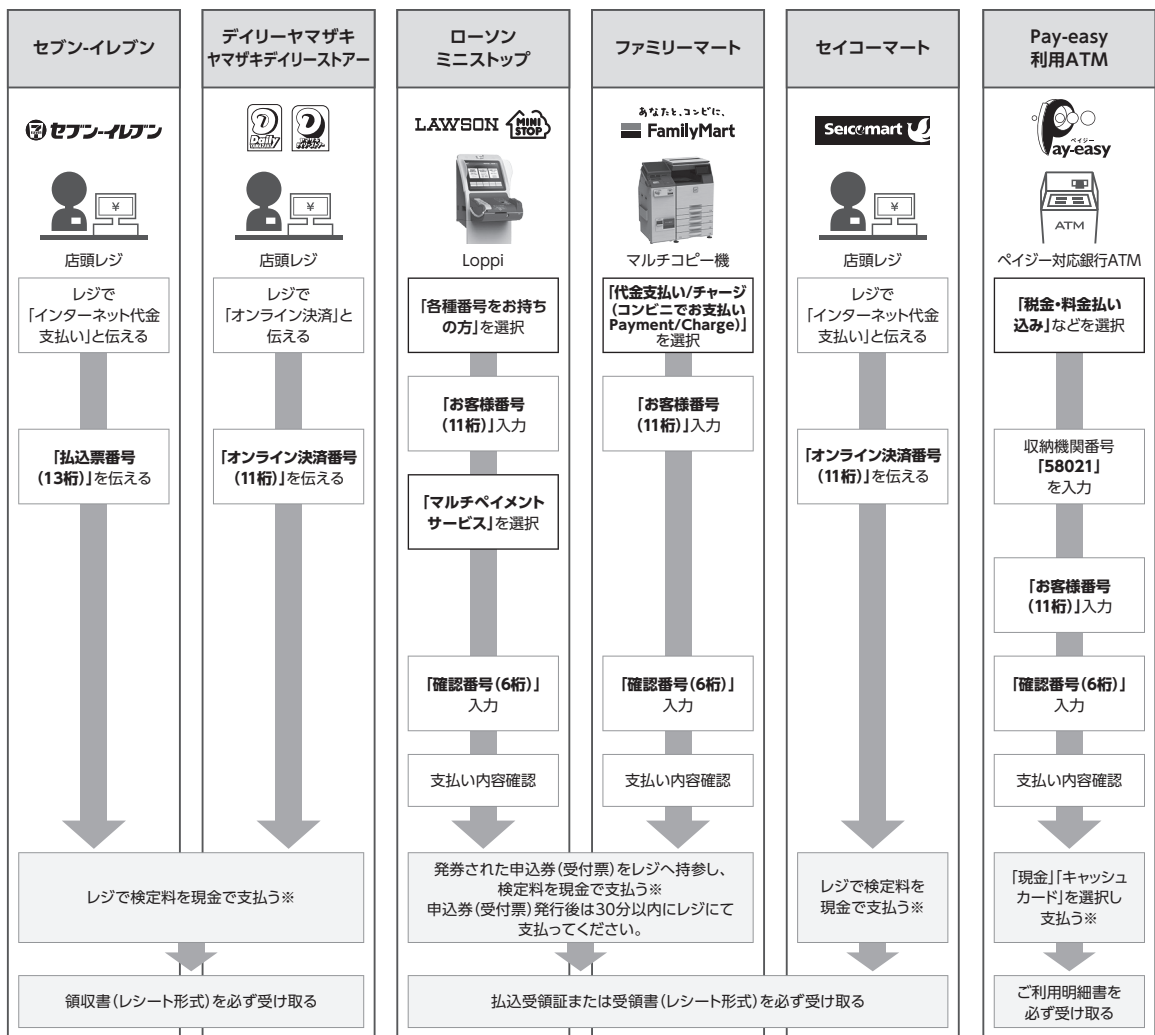 セブン-イレブン
デイリーヤマザキ
ヤマザキデイリーストアー
ローソン
ミニストップ
ファミリーマート
セイコーマート
Pay-easy
利用ATM
セブン-イレブン
Daily
LAWSON
MINI
STOP
あなたと、コンビに、
FamilyMart
Seicomart
ペイジー
Pay-easy
¥
¥
¥
ATM
店頭レジ
店頭レジ
Loppi
マルチコピー機
店頭レジ
ペイジー対応銀行ATM
レジで
「インターネット代金
支払い」と伝える
レジで
「オンライン決済」と
伝える
「各種番号をお持ち
の方」を選択
「代金支払い/チャージ
(コンビニでお支払い
Payment/Charge)」
を選択
レジで
「インターネット代金
支払い」と伝える
「税金・料金払い
込み」などを選択
「お客様番号
(11桁)」入力
「お客様番号
(11桁)」入力
「払込票番号
(13桁)」を伝える
「オンライン決済番号
(11桁)」を伝える
「マルチペイメント
サービス」を選択
「オンライン決済番号
(11桁)」を伝える
収納機関番号
「58021」
を入力
「お客様番号
(11桁)」入力
「確認番号(6桁)」
入力
「確認番号(6桁)」
入力
「確認番号(6桁)」
入力
支払い内容確認
支払い内容確認
支払い内容確認
レジで検定料を現金で支払う※
発券された申込券(受付票)をレジへ持参し、
検定料を現金で支払う※
申込券(受付票)発行後は30分以内にレジにて
支払ってください。
レジで検定料を
現金で支払う※
「現金」「キャッシュ
カード」を選択し
支払う※
領収書(レシート形式)を必ず受け取る
払込受領証または受領書(レシート形式)を必ず受け取る
ご利用明細書を
必ず受け取る